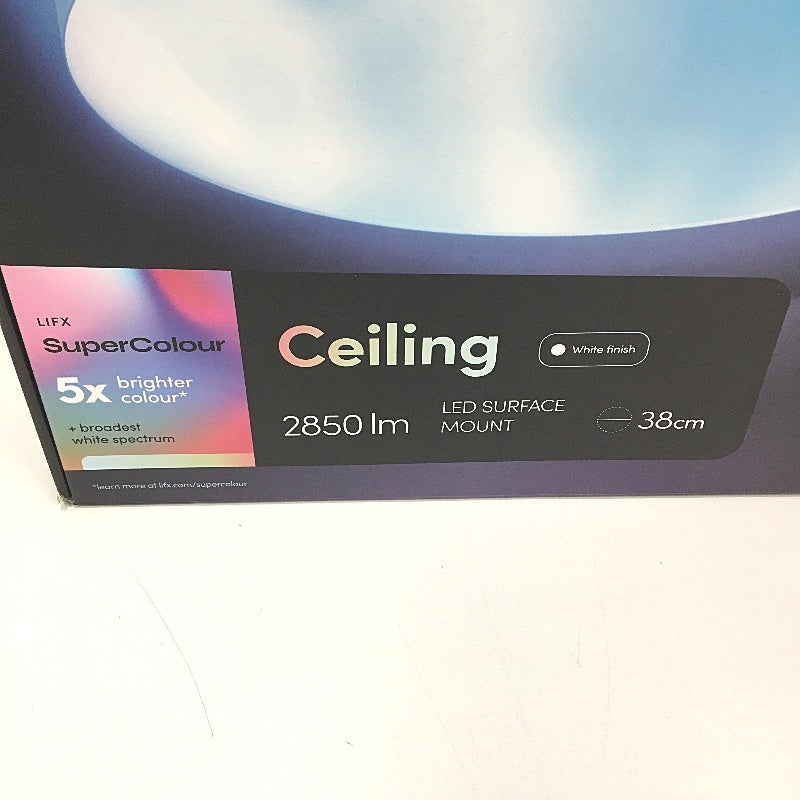 LIFX
SuperColour
5x brighter
colour*
+ broadest
white spectrum
*learn more at lifx.com/supercolour
Ceiling
White finish
2850 lm
LED SURFACE
MOUNT
38cm